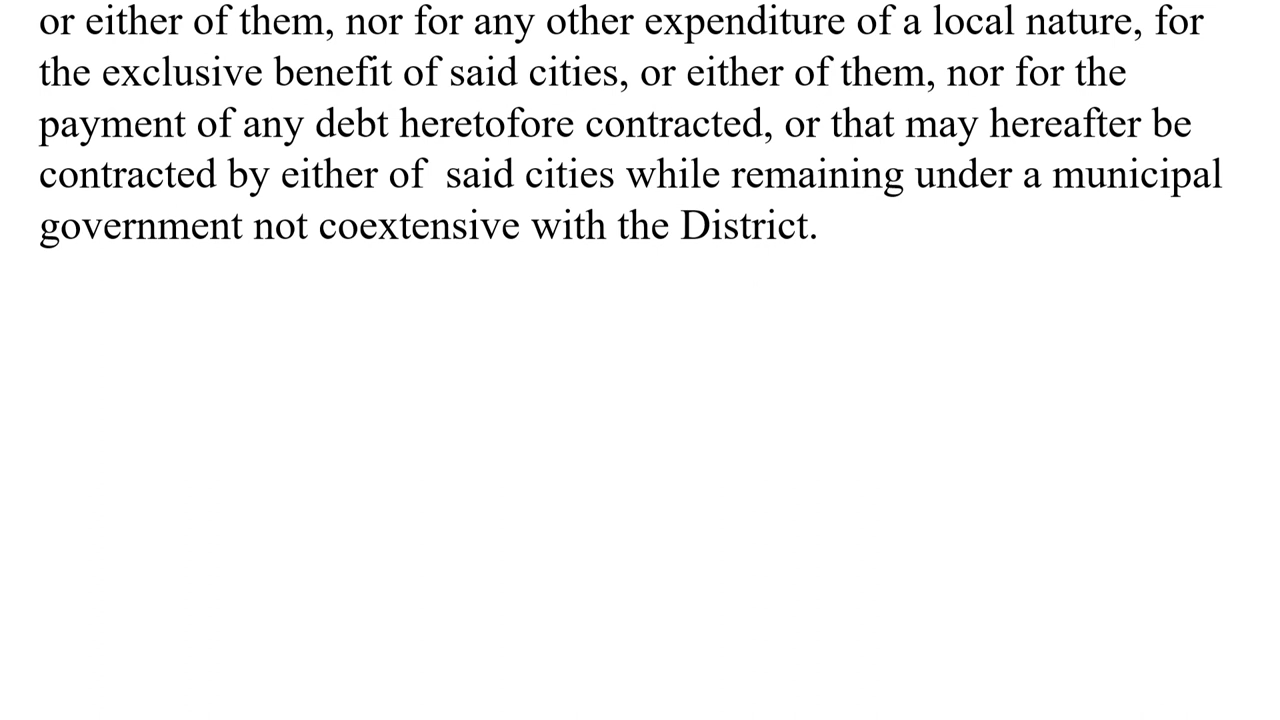 or either of them, nor for any other expenditure of a local nature, for
the exclusive benefit of said cities, or either of them, nor for the
payment of any debt heretofore contracted, or that may hereafter be
contracted by either of  said cities while remaining under a municipal
government not coextensive with the District.